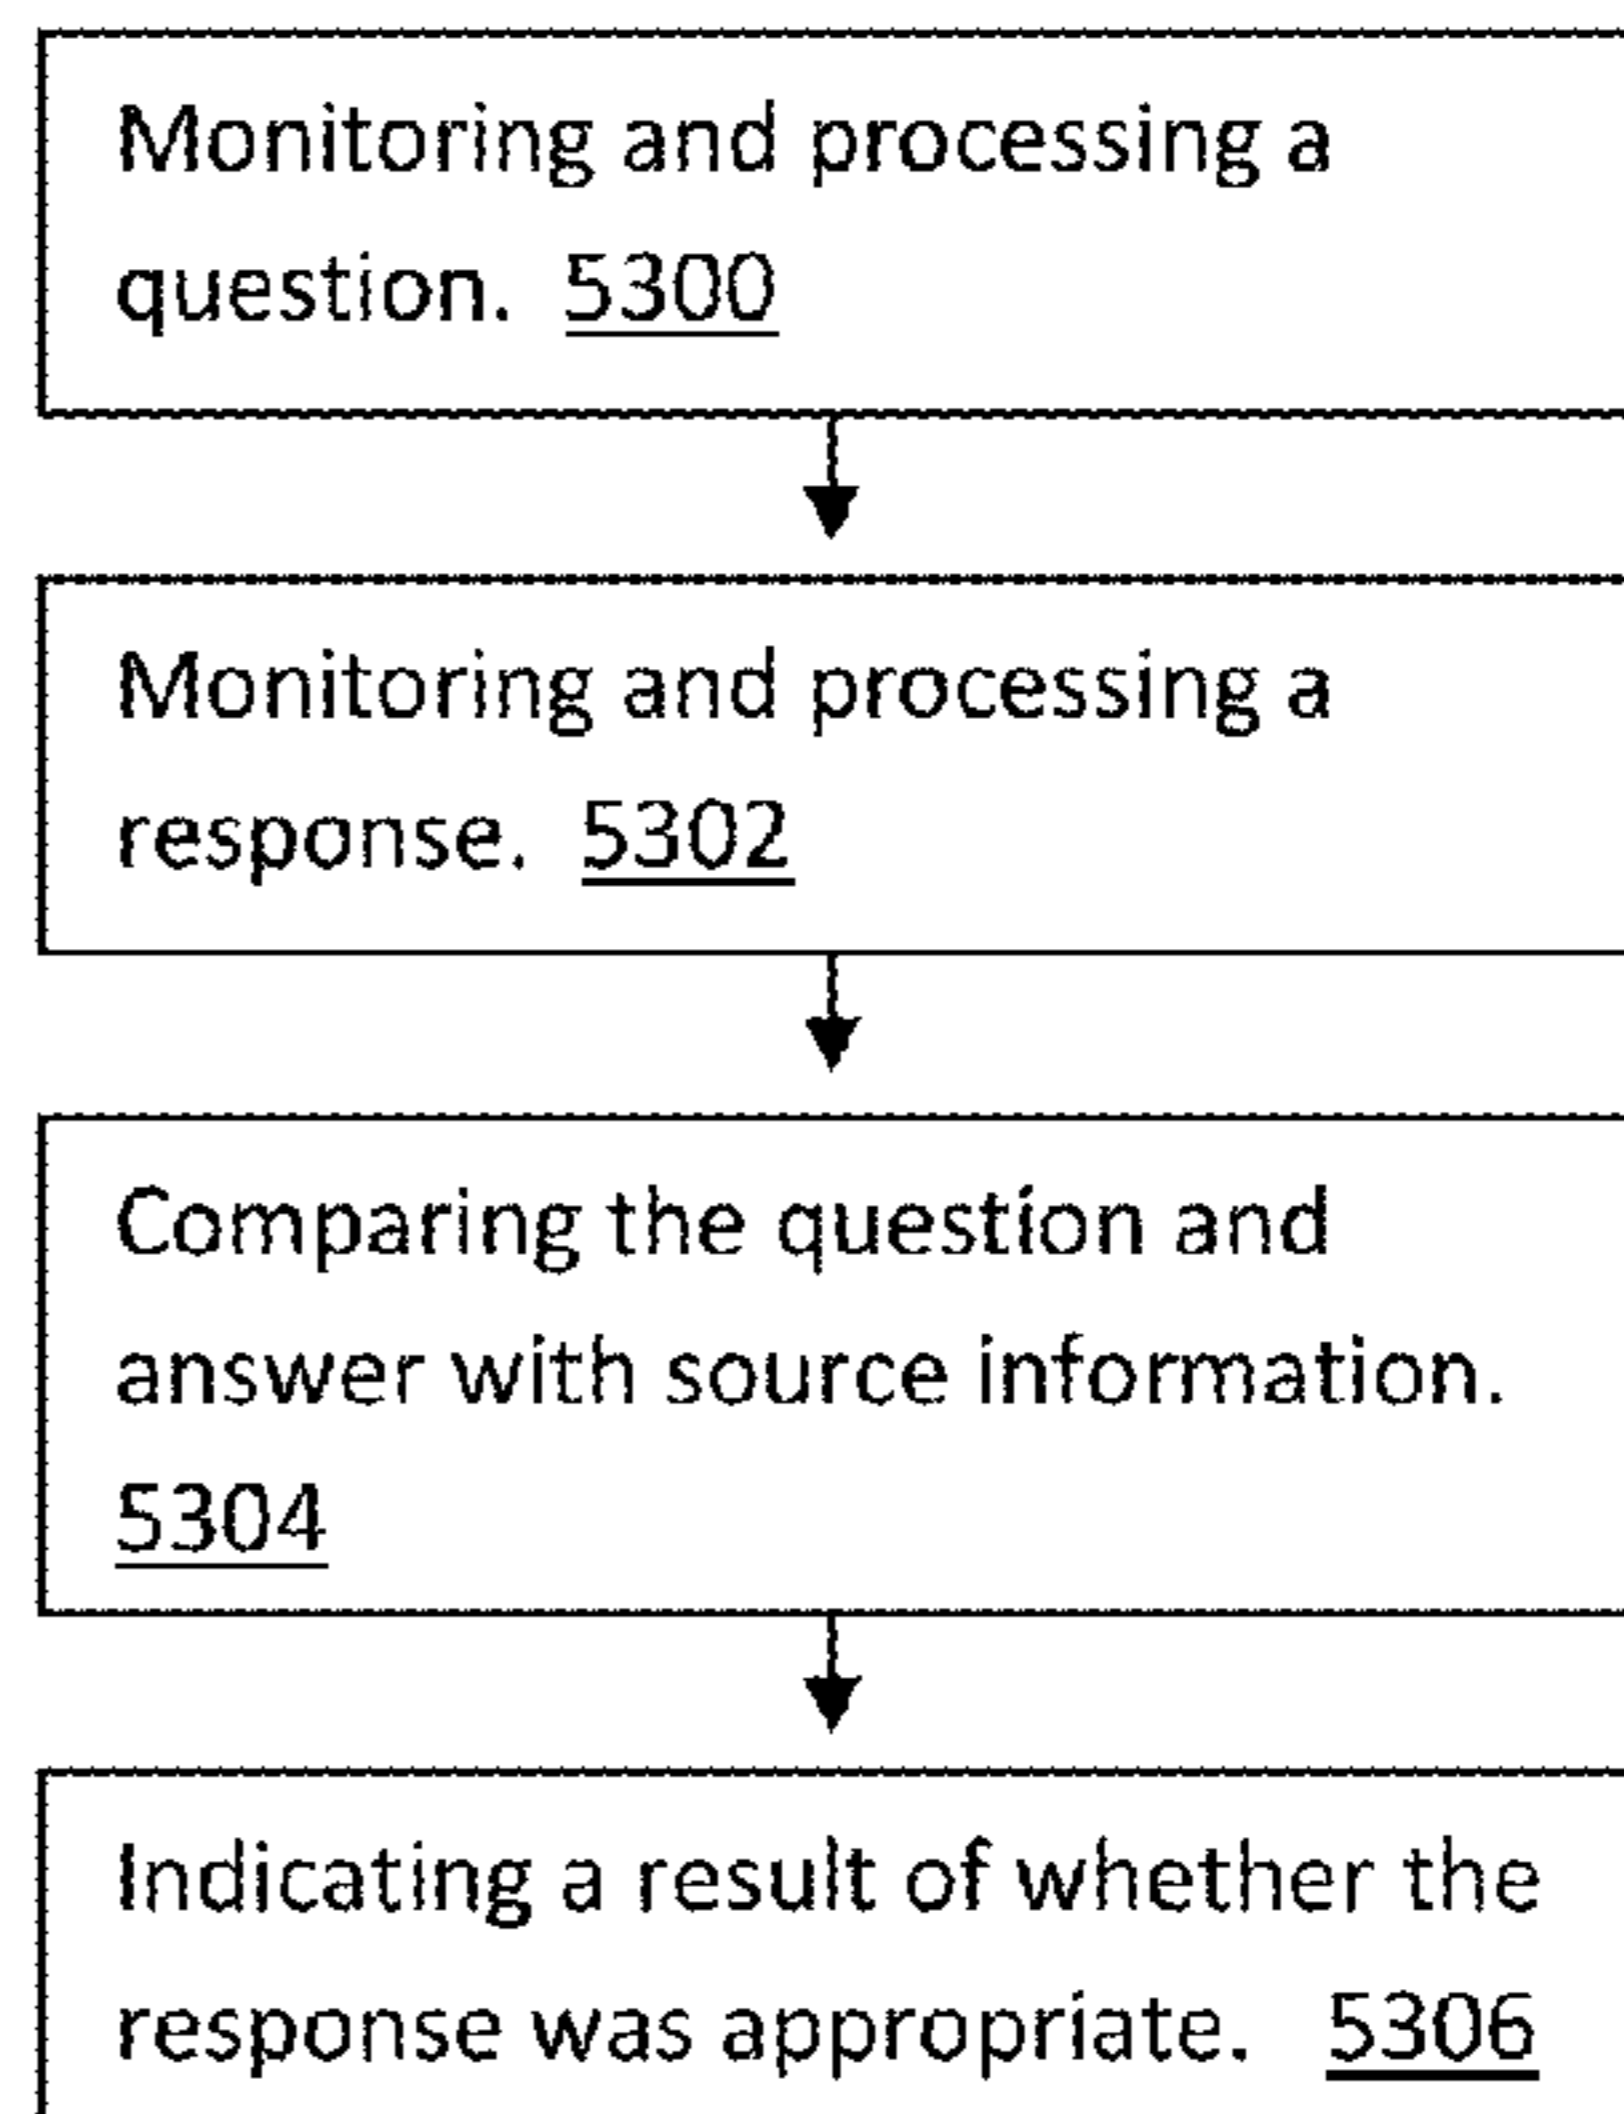 Monitoring and processing a
question. 5300
Monitoring and processing a
response. 5302
Comparing the question and
answer with source information.
5304
Indicating a result of whether the
response was appropriate. 5306